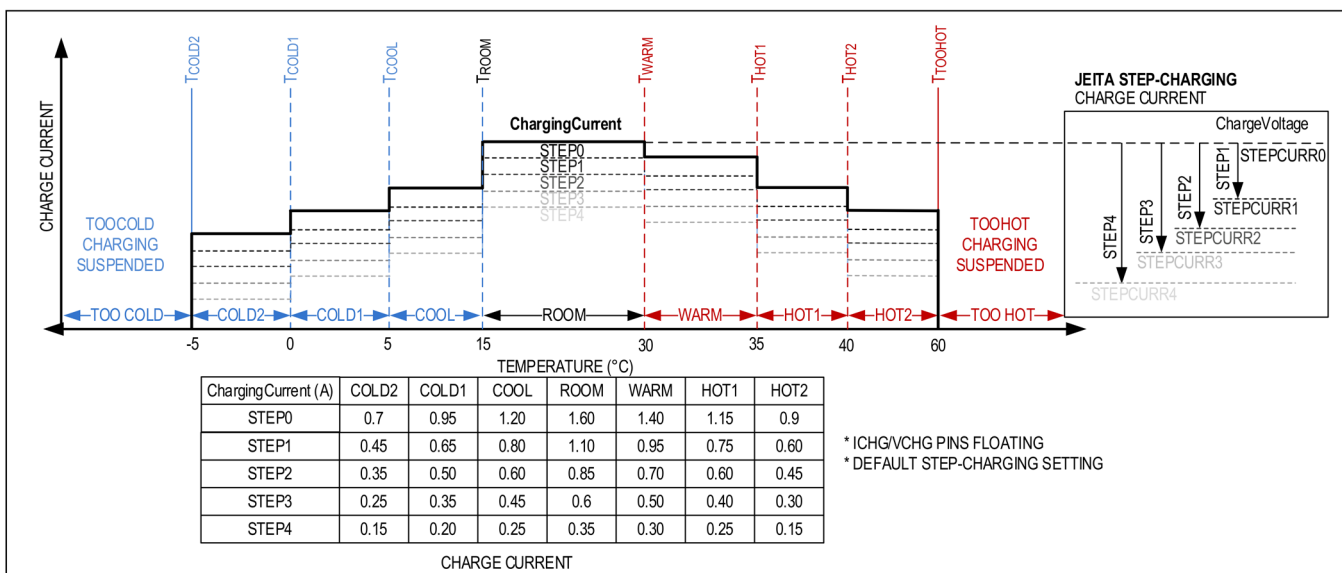 TCOLD2
TCOLD1
TCOOL
TROOM
TWARM
THOT1
THOT2
TTOOHOT
JEITA STEP-CHARGING
CHARGE CURRENT
CHARGE CURRENT
ChargingCurrent
STEP0
STEP1
STEP2
STEP3
STEP4
ChargeVoltage
STEPCURR0
STEP1
STEPCURR1
STEP2
STEPCURR2
STEP3
STEPCURR3
STEP4
STEPCURR4
TOOCOLD
CHARGING
SUSPENDED
TOOHOT
CHARGING
SUSPENDED
TOO COLD COLD2 COLD1 COOL ROOM WARM HOT1 HOT2 TOO HOT
-5 0 5 15 30 35 40 60
TEMPERATURE (°C)
ChargingCurrent (A) COLD2 COLD1 COOL ROOM WARM HOT1 HOT2
STEP0 0.7 0.95 1.20 1.60 1.40 1.15 0.9
STEP1 0.45 0.65 0.80 1.10 0.95 0.75 0.60
STEP2 0.35 0.50 0.60 0.85 0.70 0.60 0.45
STEP3 0.25 0.35 0.45 0.6 0.50 0.40 0.30
STEP4 0.15 0.20 0.25 0.35 0.30 0.25 0.15
* ICHG/VCHG PINS FLOATING
* DEFAULT STEP-CHARGING SETTING
CHARGE CURRENT